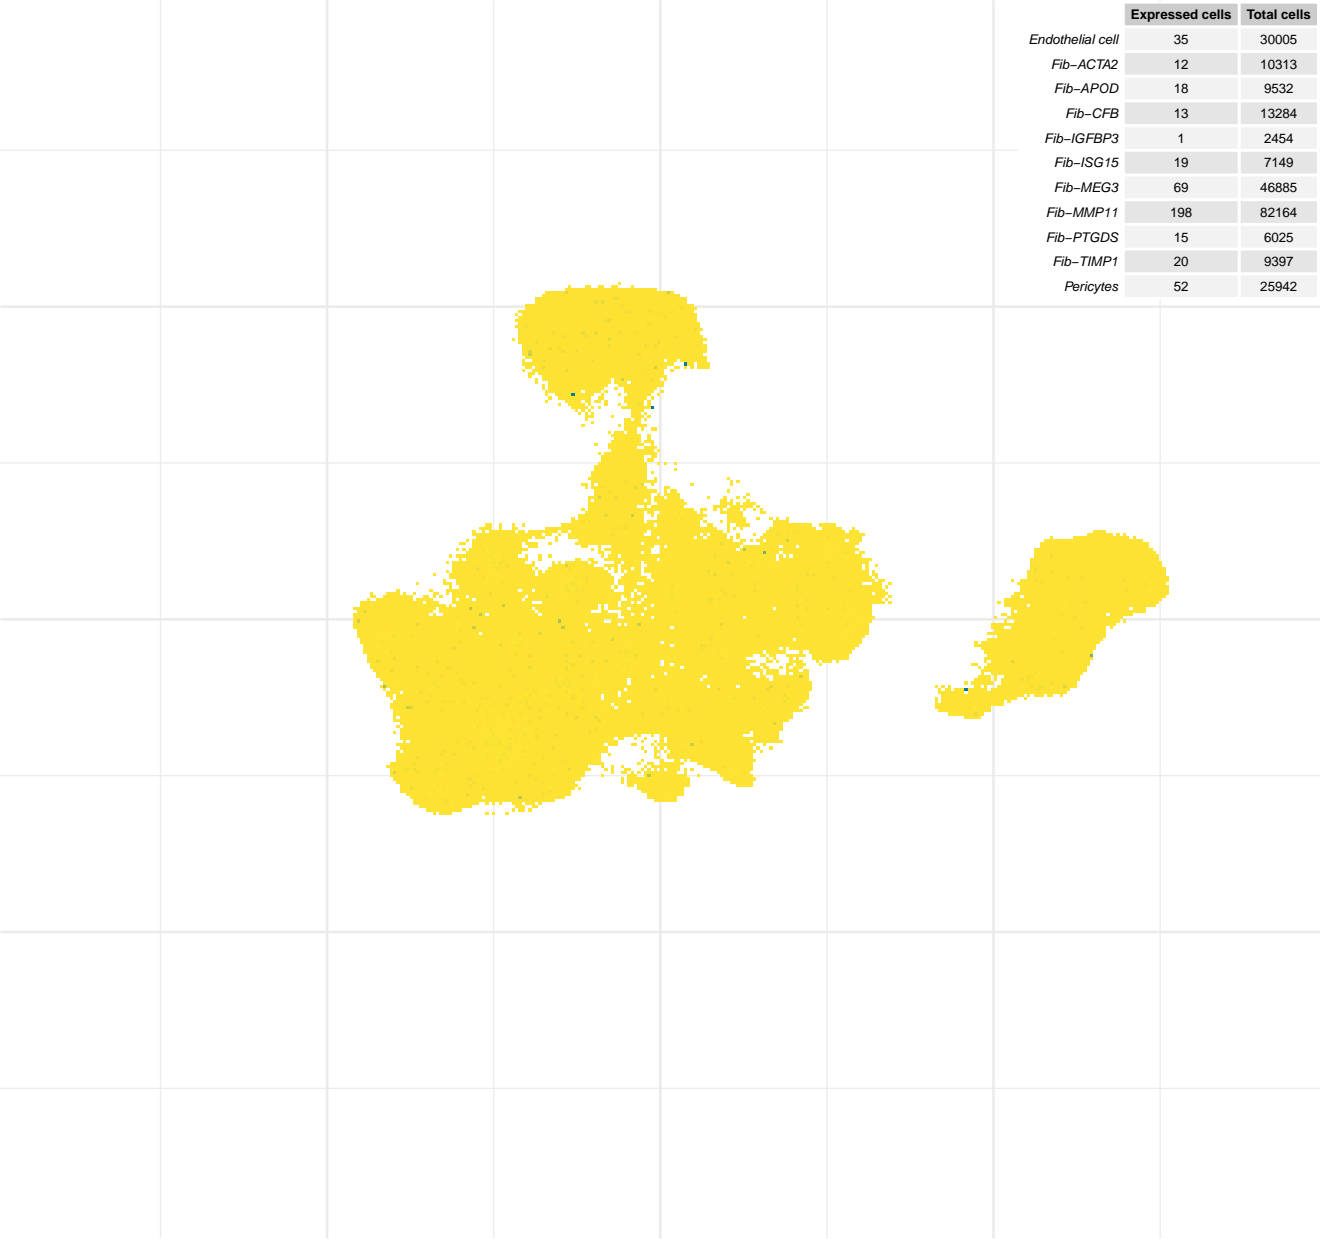 Expressed cells Total cells
Endothelial cell 35 30005
Fib−ACTA2 12 10313
Fib−APOD 18 9532
Fib−CFB 13 13284
Fib−IGFBP3 1 2454
Fib−ISG15 19 7149
Fib−MEG3 69 46885
Fib−MMP11 198 82164
Fib−PTGDS 15 6025
Fib−TIMP1 20 9397
Pericytes 52 25942